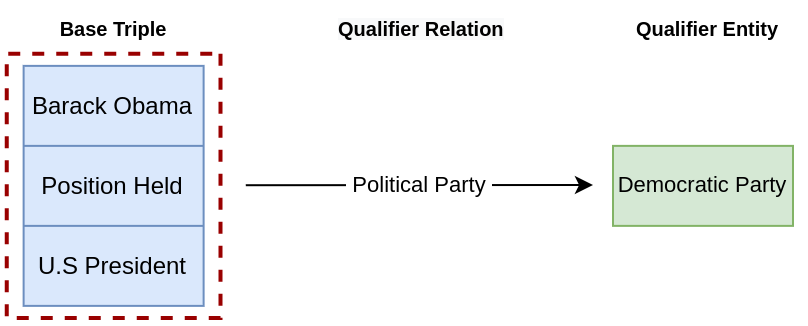 Base Triple
Qualifier Relation
Qualifier Entity
Barack Obama
Position Held
Political Party
Democratic Party
U.S President